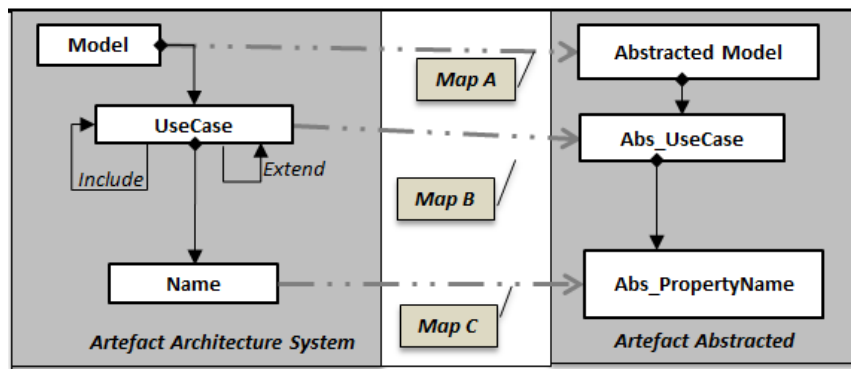 Model
Abstracted Model
Map A
UseCase
Abs_UseCase
Include
Extend
Map B
Name
Abs_PropertyName
Map C
Artefact Architecture System
Artefact Abstracted